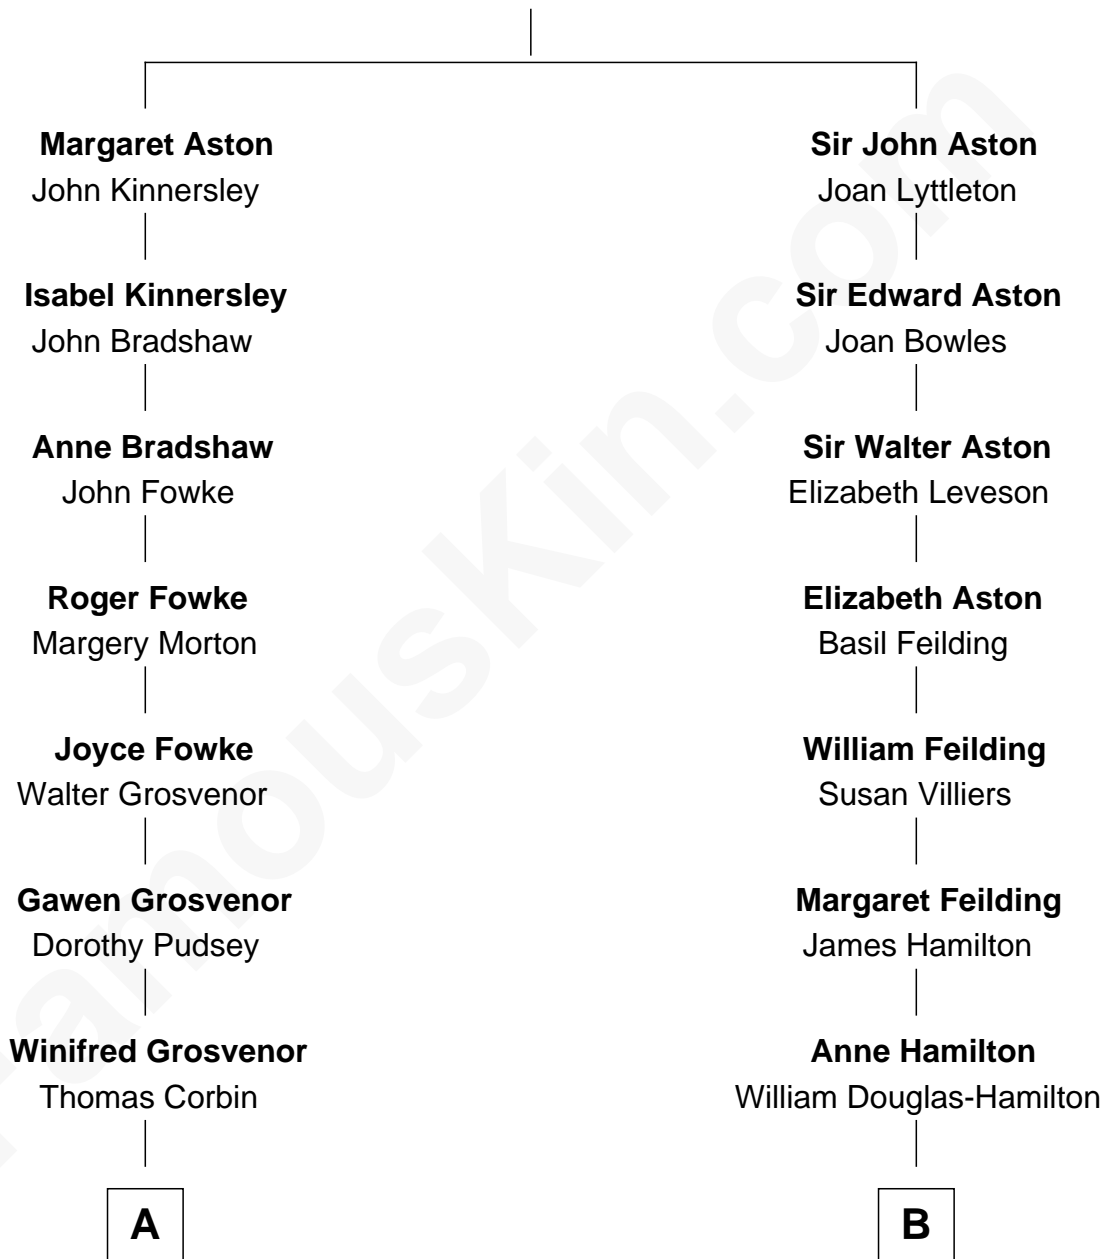 Margaret Aston
John Kinnersley
Isabel Kinnersley
John Bradshaw
Anne Bradshaw
John Fowke
Roger Fowke
Margery Morton
Joyce Fowke
Walter Grosvenor
Gawen Grosvenor
Dorothy Pudsey
Winifred Grosvenor
Thomas Corbin
A
Sir John Aston
Joan Lyttleton
Sir Edward Aston
Joan Bowles
Sir Walter Aston
Elizabeth Leveson
Elizabeth Aston
Basil Feilding
William Feilding
Susan Villiers
Margaret Feilding
James Hamilton
Anne Hamilton
William Douglas-Hamilton
B
FamousKin.com